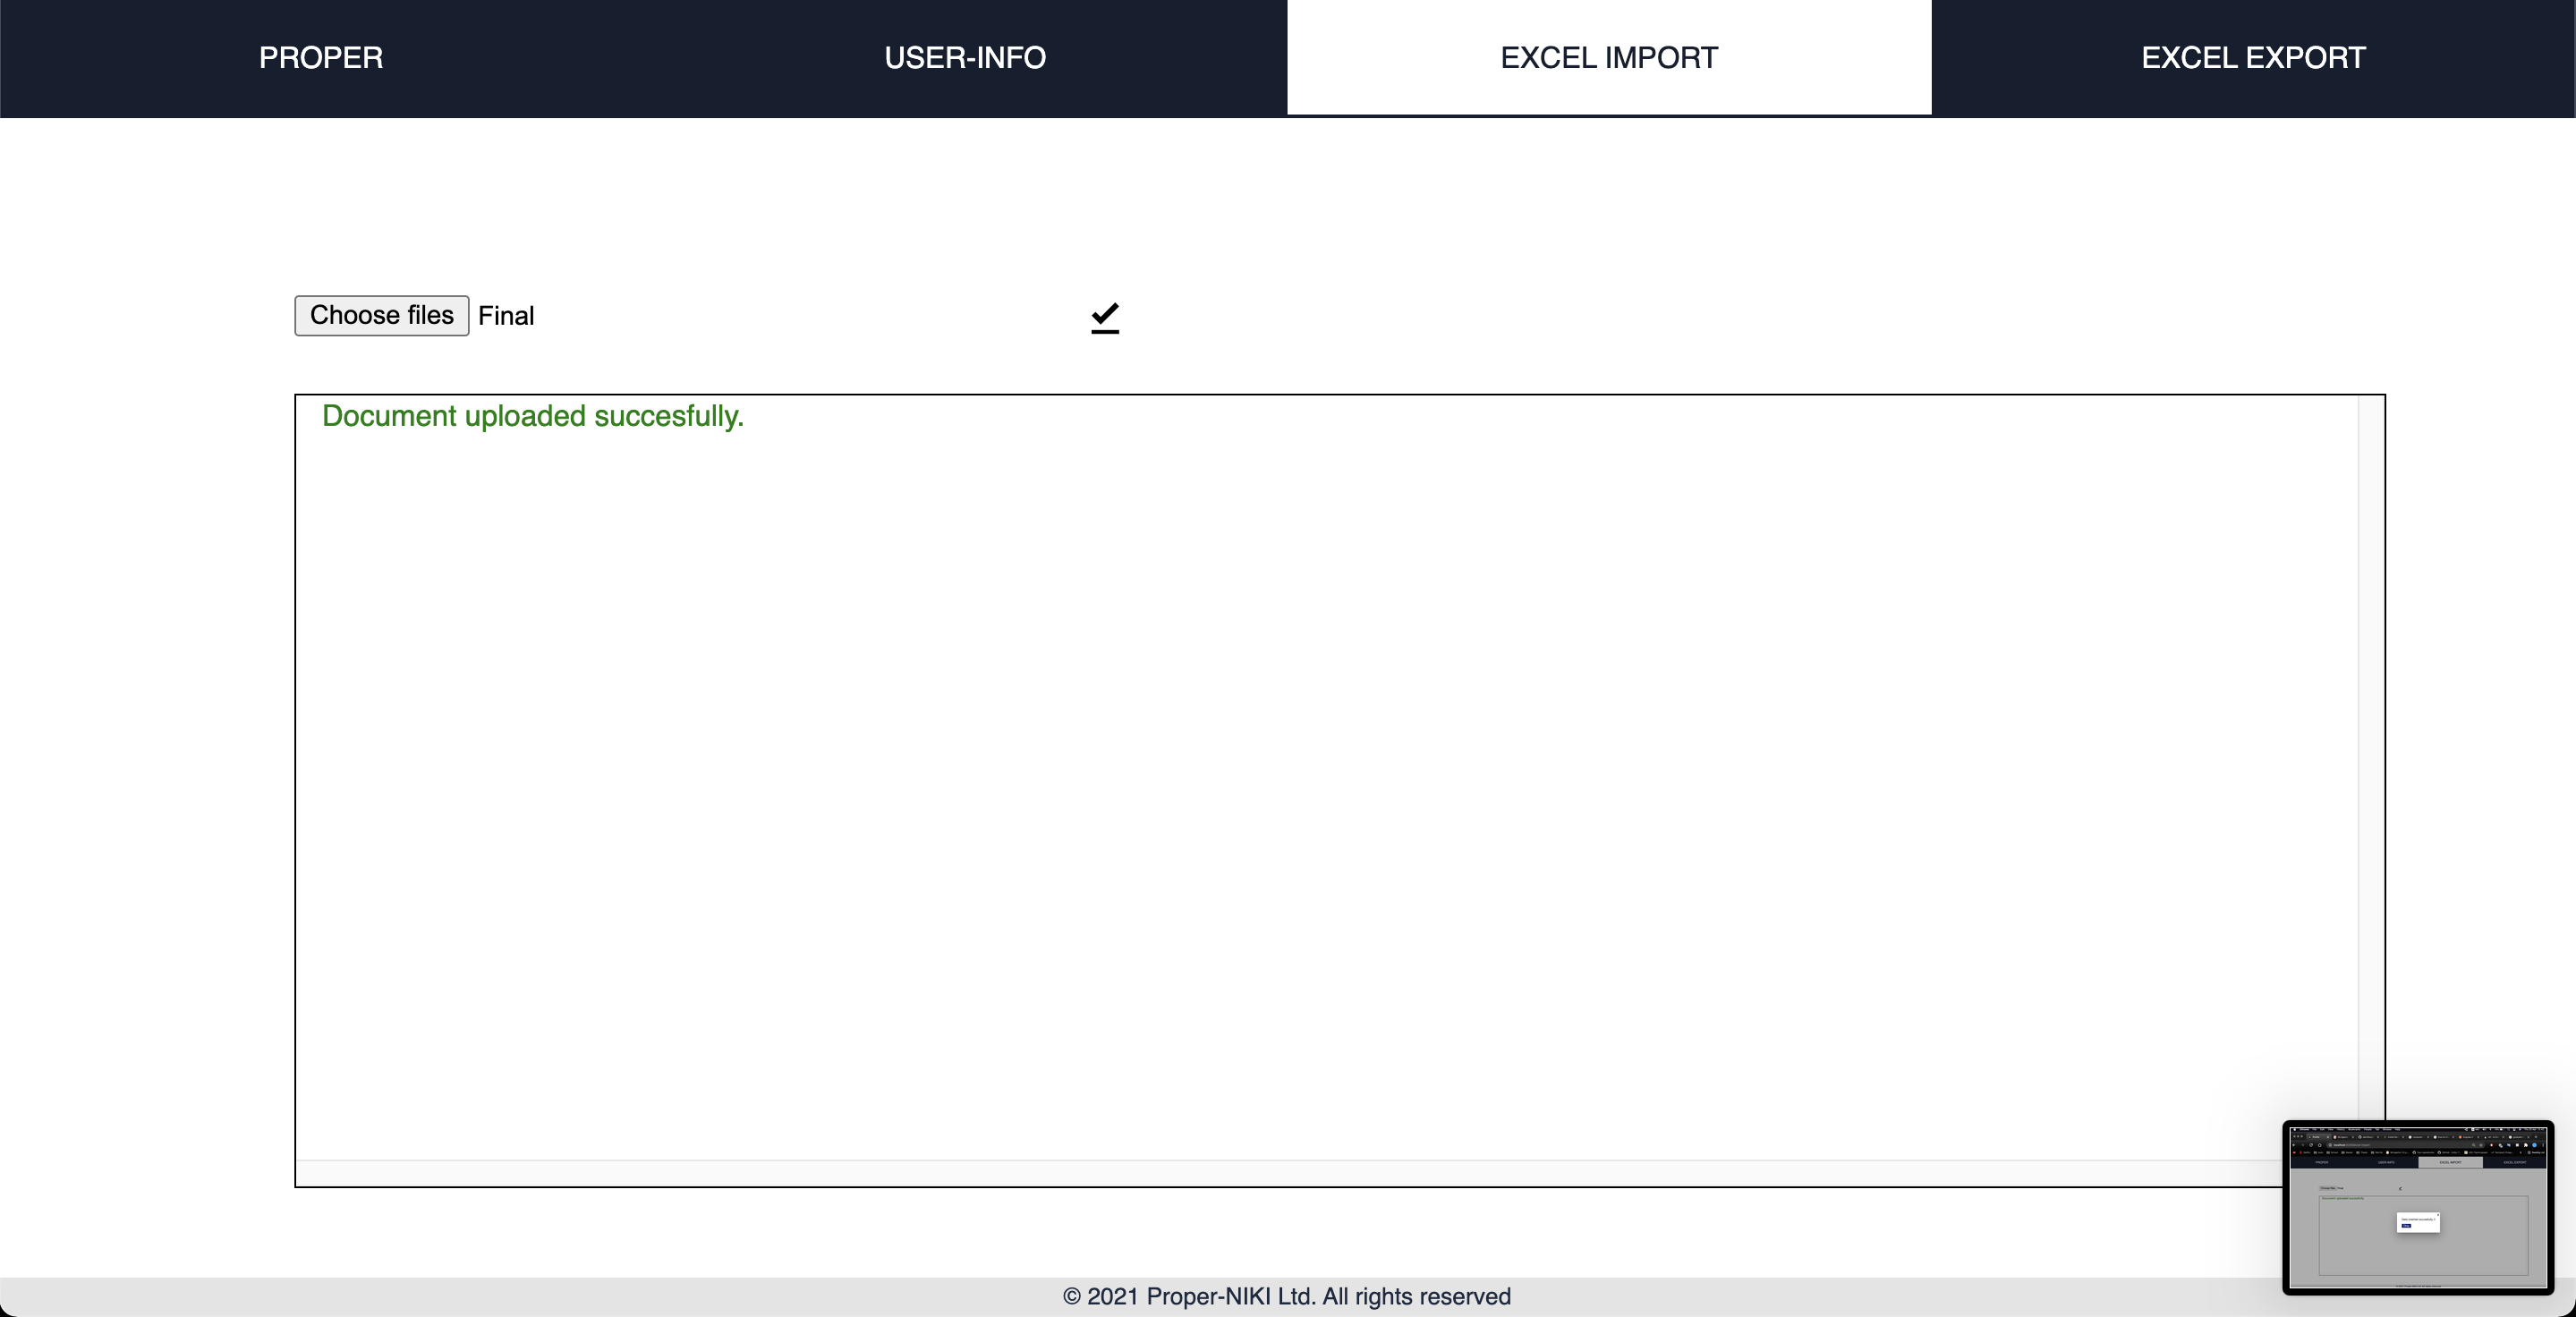 PROPER USER-INFO EXCEL IMPORT EXCEL EXPORT
Choose files Final
Document uploaded succesfully.
© 2021 Proper-NIKI Ltd. All rights reserved